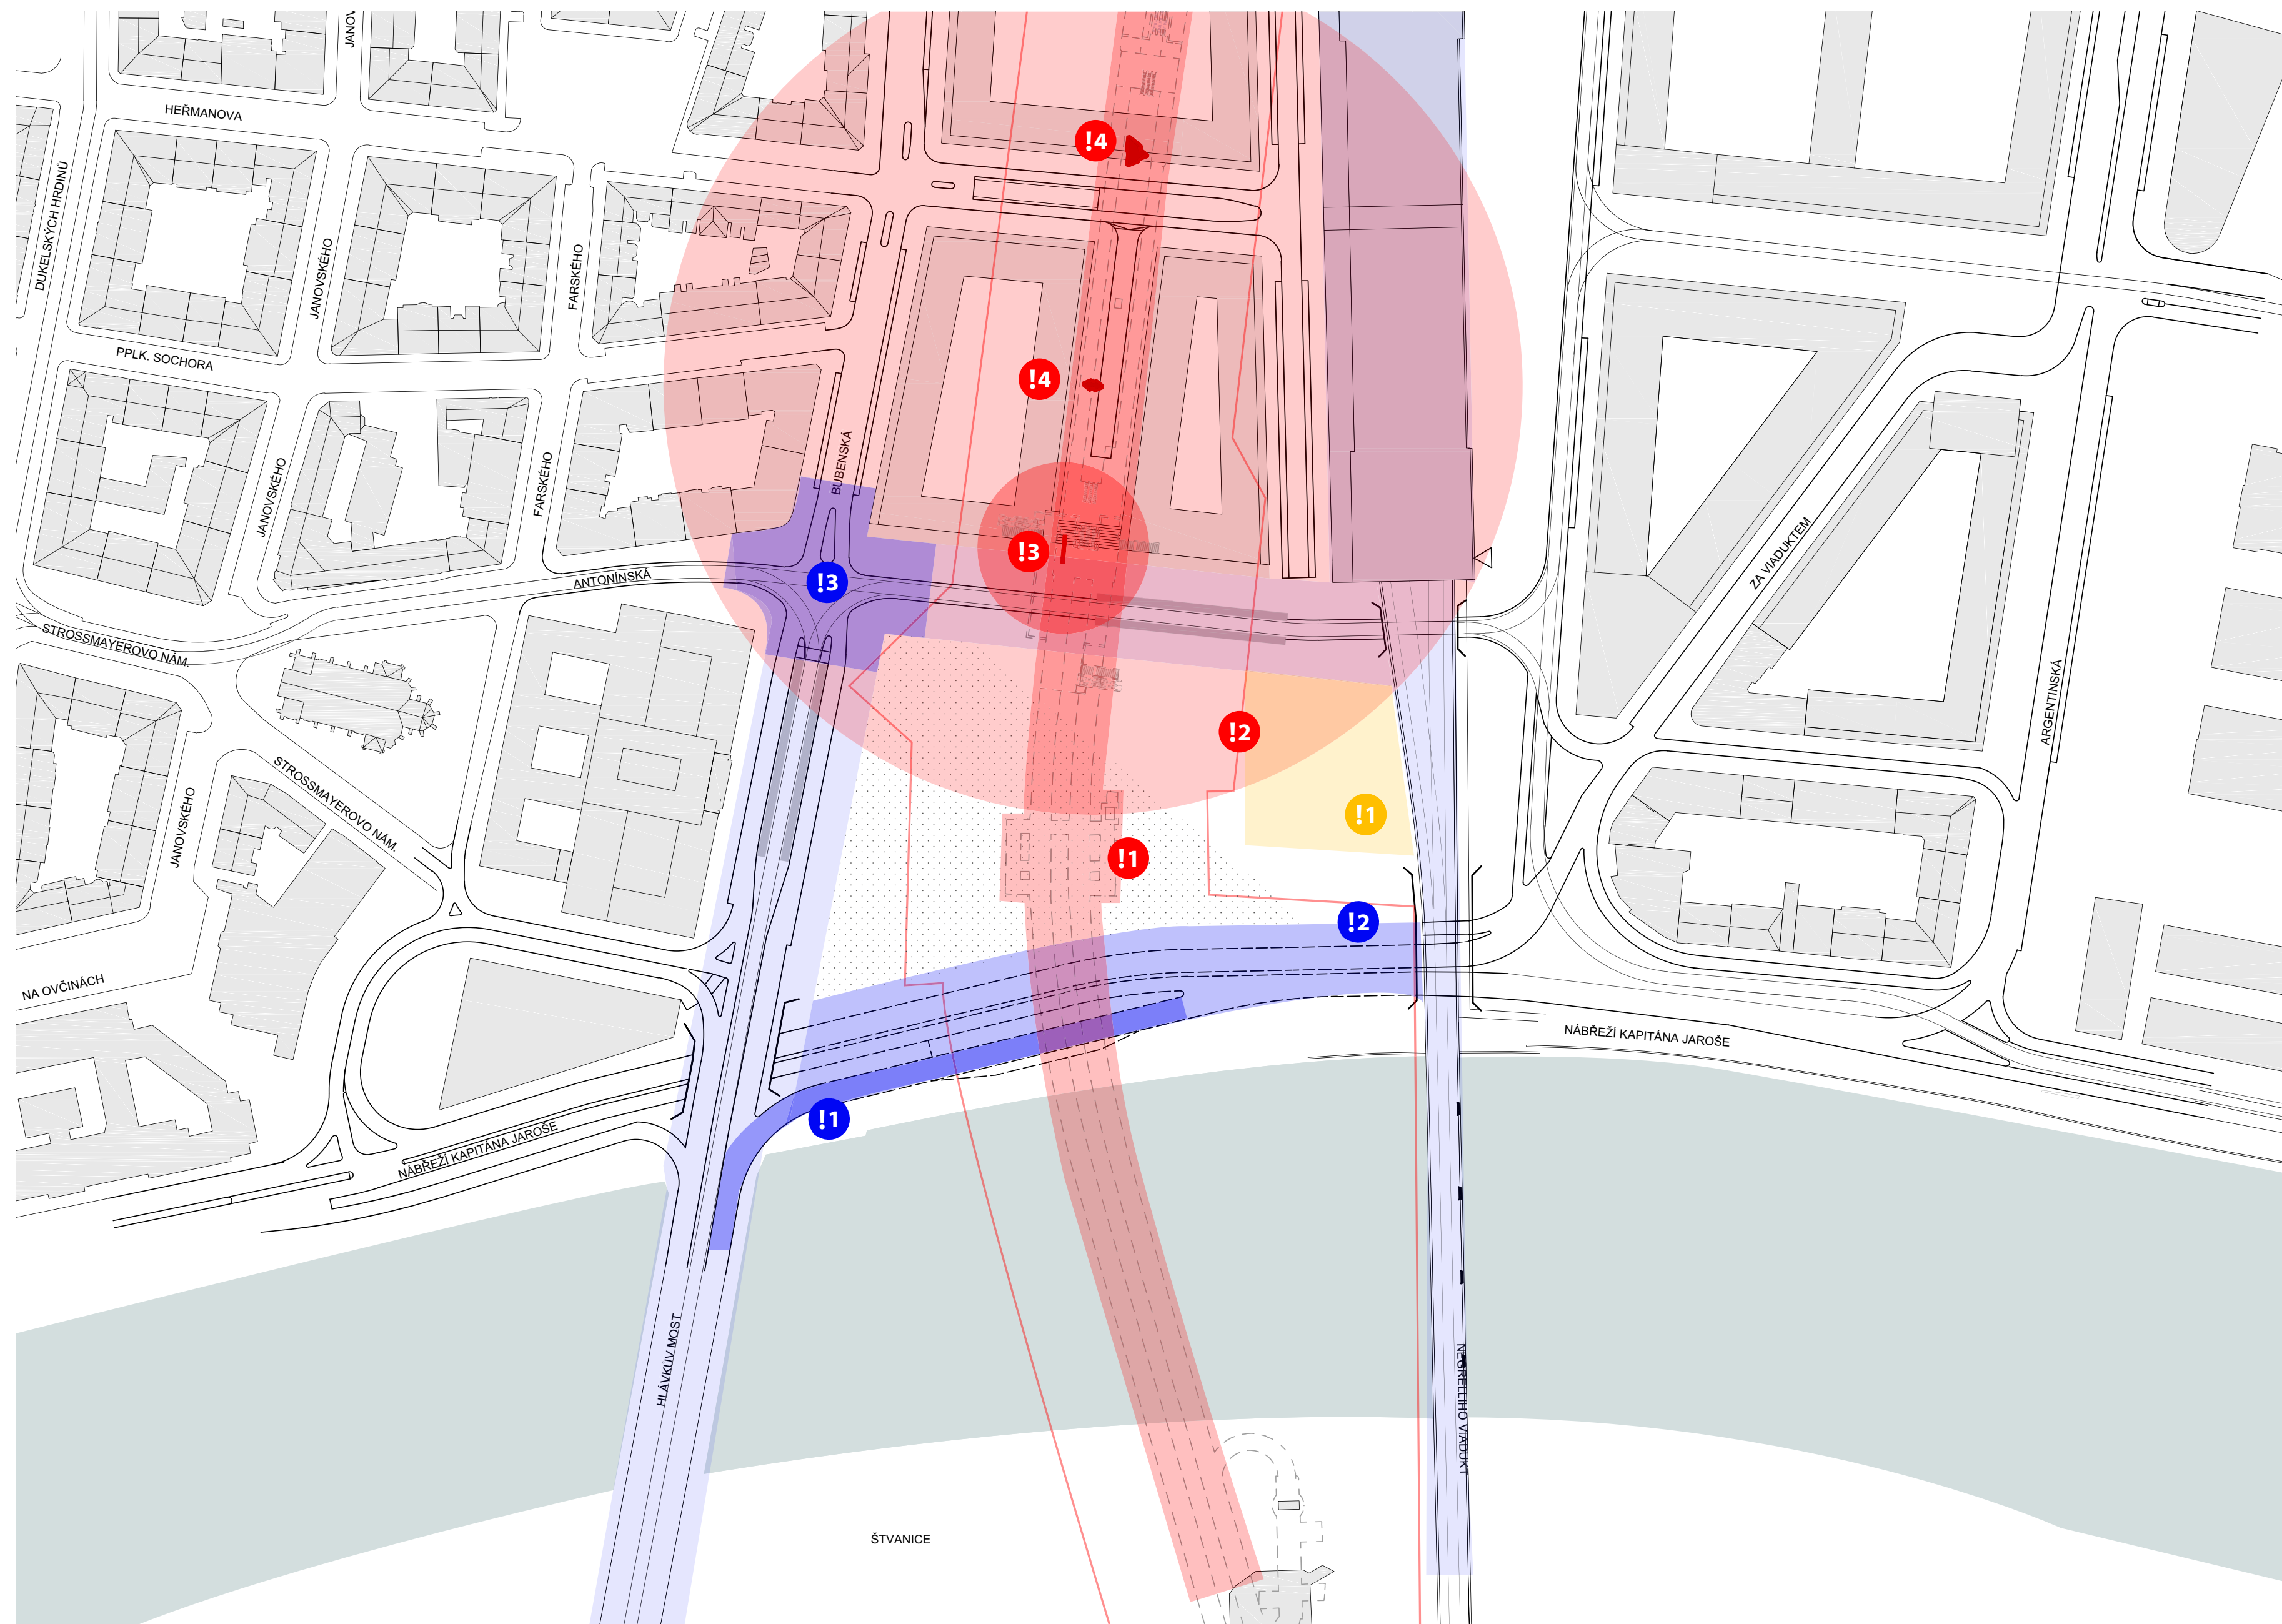 JANOV
HEŘMANOVA
!4
DUKELSKÝCH HRDINŮ
JANOVSKÉHO
FARSKÉHO
PPLK. SOCHORA
!4
BUBENSKÁ
JANOVSKÉHO
FARSKÉHO
!3
!3
ANTONÍNSKÁ
ZA VIADUKTEM
STROSSMAYEROVO NÁM.
ARGENTINSKÁ
!2
STROSSMAYEROVO NÁM.
JANOVSKÉHO
!1
!1
!2
NA OVČINÁCH
NÁBŘEŽÍ KAPITÁNA JAROŠE
!1
NÁBŘEŽÍ KAPITÁNA JAROŠE
HLÁVKŮV MOST
NEGRELLIHO VIADUKT
ŠTVANICE